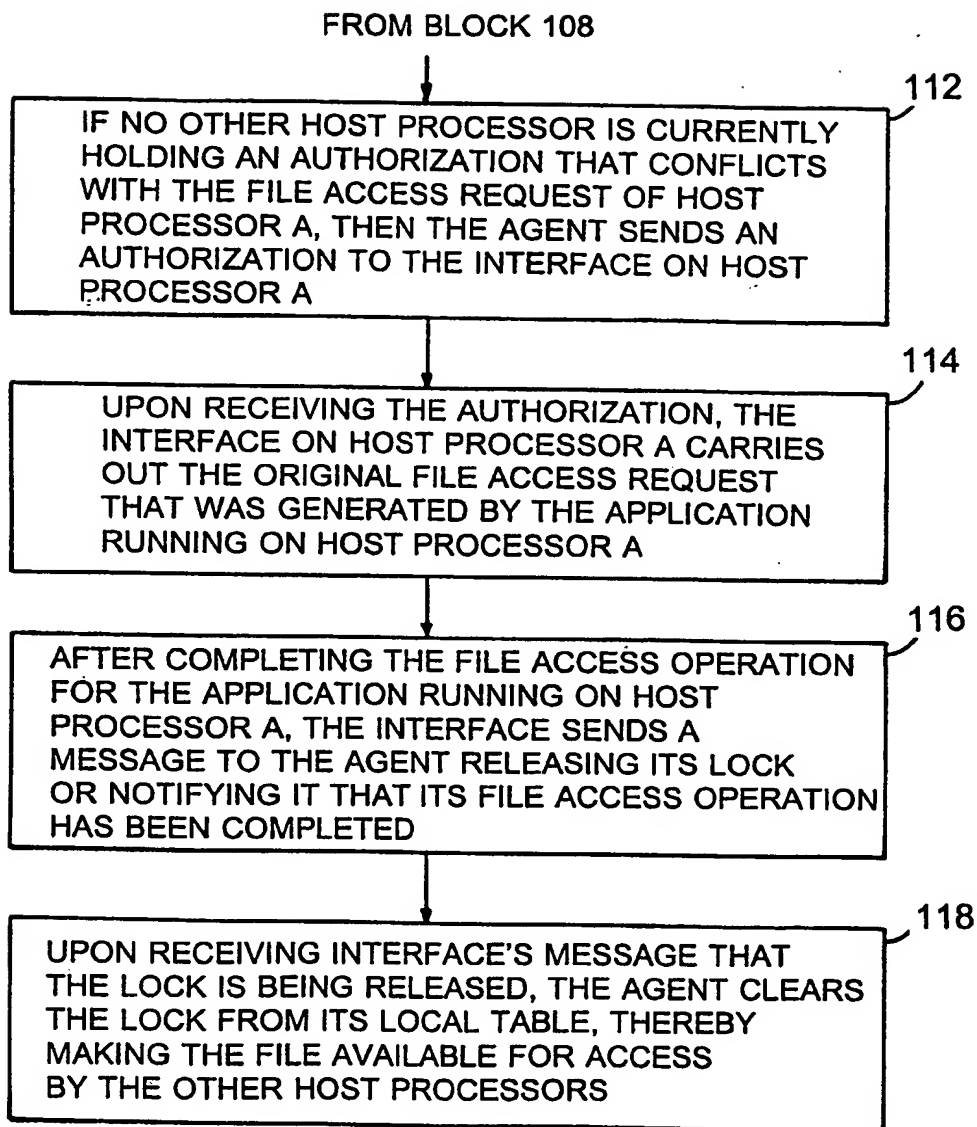 FROM BLOCK 108
112
IF NO OTHER HOST PROCESSOR IS CURRENTLY
HOLDING AN AUTHORIZATION THAT CONFLICTS
WITH THE FILE ACCESS REQUEST OF HOST
PROCESSOR A, THEN THE AGENT SENDS AN
AUTHORIZATION TO THE INTERFACE ON HOST
PROCESSOR A
114
UPON RECEIVING THE AUTHORIZATION, THE
INTERFACE ON HOST PROCESSOR A CARRIES
OUT THE ORIGINAL FILE ACCESS REQUEST
THAT WAS GENERATED BY THE APPLICATION
RUNNING ON HOST PROCESSOR A
116
AFTER COMPLETING THE FILE ACCESS OPERATION
FOR THE APPLICATION RUNNING ON HOST
PROCESSOR A, THE INTERFACE SENDS A
MESSAGE TO THE AGENT RELEASING ITS LOCK
OR NOTIFYING IT THAT ITS FILE ACCESS OPERATION
HAS BEEN COMPLETED
118
UPON RECEIVING INTERFACE'S MESSAGE THAT
THE LOCK IS BEING RELEASED, THE AGENT CLEARS
THE LOCK FROM ITS LOCAL TABLE, THEREBY
MAKING THE FILE AVAILABLE FOR ACCESS
BY THE OTHER HOST PROCESSORS